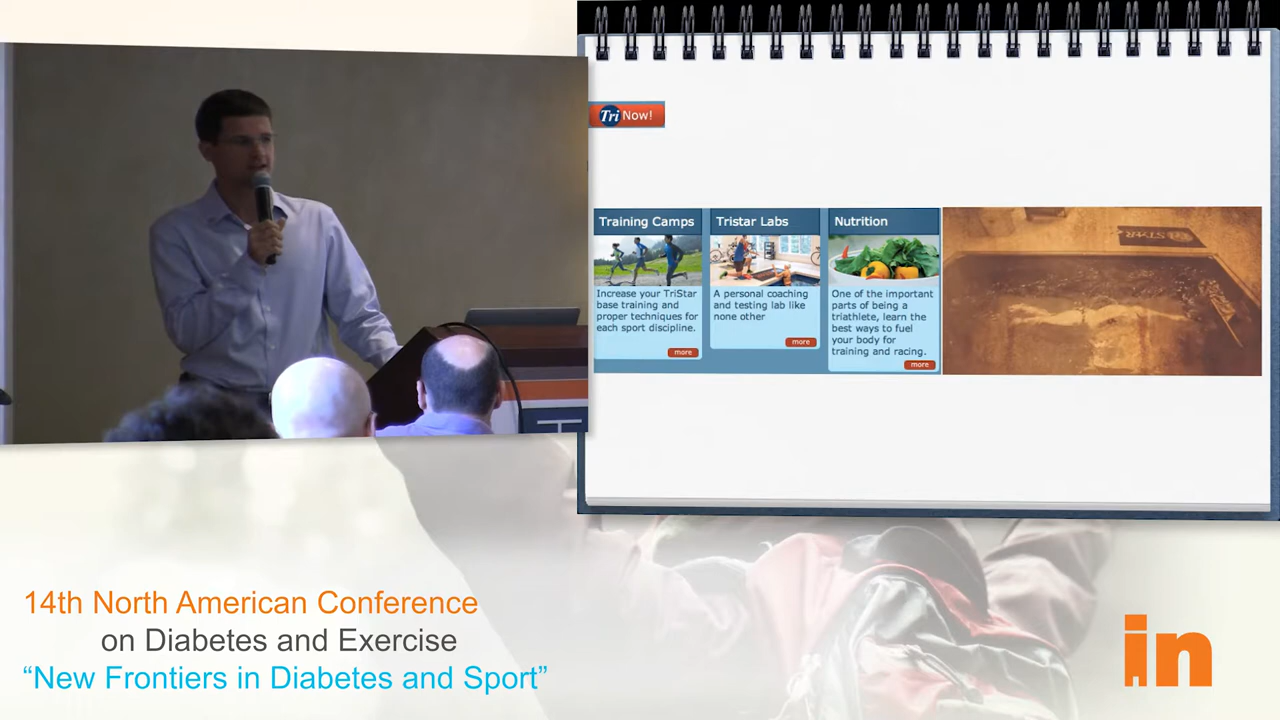 Tri Now!
Training Camps
Increase your TriStar
base training and
proper techniques for
each sport discipline.
more
Tristar Labs
A personal coaching
and testing lab like
none other
more
Nutrition
One of the important
parts of being a
triathlete, learn the
best ways to fuel
your body for
training and racing.
more
14th North American Conference
on Diabetes and Exercise
“New Frontiers in Diabetes and Sport”
in